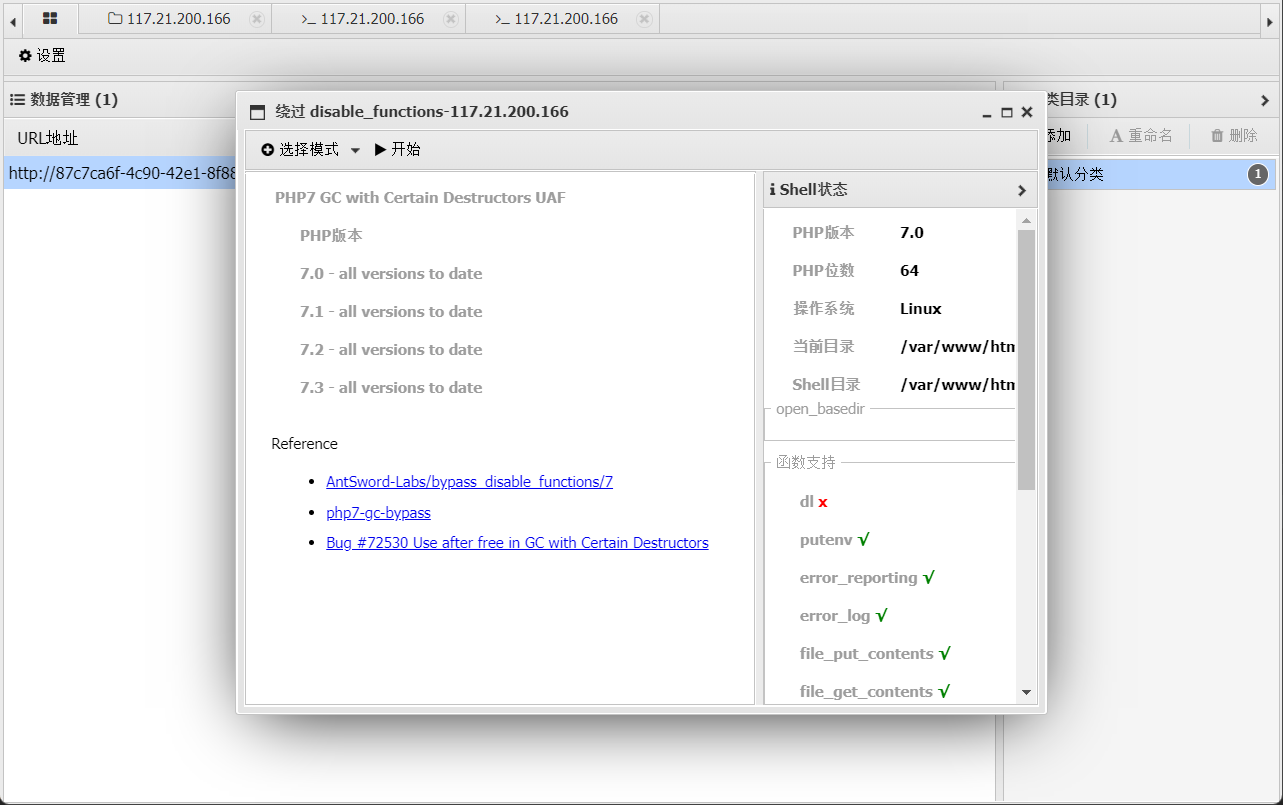 117.21.200.166
>_ 117.21.200.166
>_ 117.21.200.166
设置
数据管理 (1)
URL地址
http://87c7ca6f-4c90-42e1-8f88
绕过 disable_functions-117.21.200.166
选择模式
开始
PHP7 GC with Certain Destructors UAF
PHP版本
7.0 - all versions to date
7.1 - all versions to date
7.2 - all versions to date
7.3 - all versions to date
Reference
AntSword-Labs/bypass_disable_functions/7
php7-gc-bypass
Bug #72530 Use after free in GC with Certain Destructors
Shell状态
PHP版本 7.0
PHP位数 64
操作系统 Linux
当前目录 /var/www/htm
Shell目录 /var/www/htm
open_basedir
函数支持
dl x
putenv √
error_reporting √
error_log √
file_put_contents √
file_get_contents √
类目录 (1)
添加
A 重命名
删除
默认分类
1